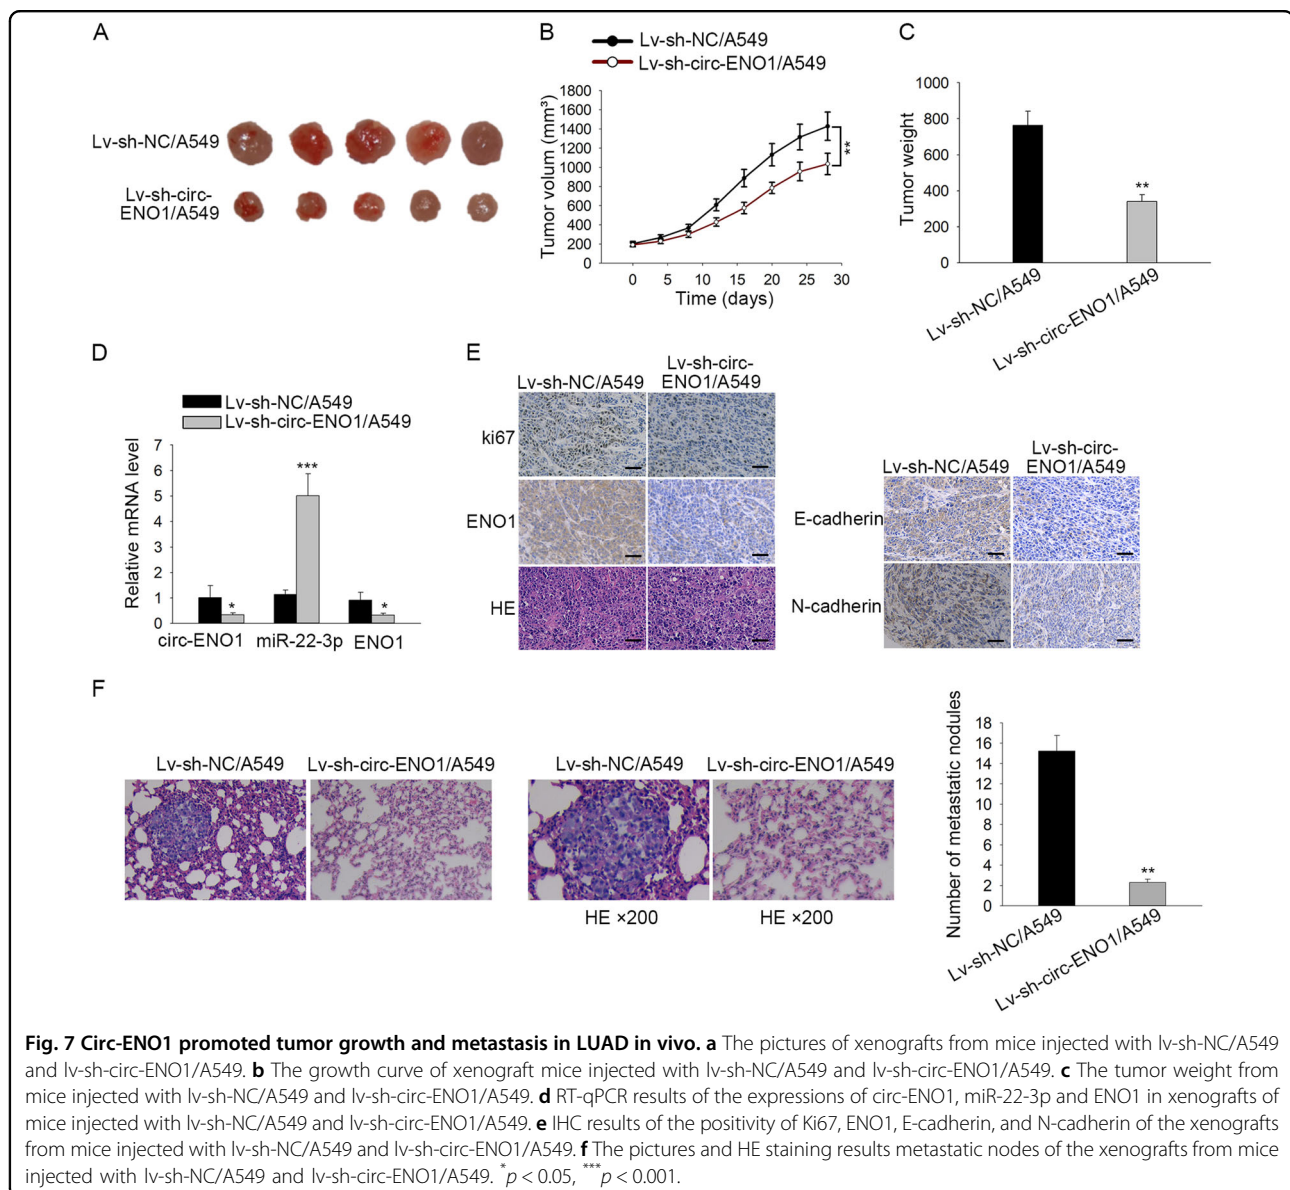 A
Lv-sh-NC/A549
Lv-sh-circ-
ENO1/A549
B
Lv-sh-NC/A549
Lv-sh-circ-ENO1/A549
Tumor volum (mm³)
1800
1600
1400
1200
1000
800
600
400
200
0
**
0 5 10 15 20 25 30
Time (days)
C
Tumor weight
1000
800
600
400
200
0
**
Lv-sh-NC/A549
Lv-sh-circ-ENO1/A549
D
Lv-sh-NC/A549
Lv-sh-circ-ENO1/A549
Relative mRNA level
7
6
5
4
3
2
1
0
*
***
*
circ-ENO1 miR-22-3p ENO1
E
Lv-sh-NC/A549
Lv-sh-circ-
ENO1/A549
ki67
ENO1
HE
Lv-sh-NC/A549
Lv-sh-circ-
ENO1/A549
E-cadherin
N-cadherin
F
Lv-sh-NC/A549 Lv-sh-circ-ENO1/A549
Lv-sh-NC/A549 Lv-sh-circ-ENO1/A549
HE ×200 HE ×200
Number of metastatic nodules
18
16
14
12
10
8
6
4
2
0
**
Lv-sh-NC/A549
Lv-sh-circ-ENO1/A549
Fig. 7 Circ-ENO1 promoted tumor growth and metastasis in LUAD in vivo. a The pictures of xenografts from mice injected with lv-sh-NC/A549
and lv-sh-circ-ENO1/A549. b The growth curve of xenograft mice injected with lv-sh-NC/A549 and lv-sh-circ-ENO1/A549. c The tumor weight from
mice injected with lv-sh-NC/A549 and lv-sh-circ-ENO1/A549. d RT-qPCR results of the expressions of circ-ENO1, miR-22-3p and ENO1 in xenografts of
mice injected with lv-sh-NC/A549 and lv-sh-circ-ENO1/A549. e IHC results of the positivity of Ki67, ENO1, E-cadherin, and N-cadherin of the xenografts
from mice injected with lv-sh-NC/A549 and lv-sh-circ-ENO1/A549. f The pictures and HE staining results metastatic nodes of the xenografts from mice
injected with lv-sh-NC/A549 and lv-sh-circ-ENO1/A549. *p < 0.05, ***p < 0.001.